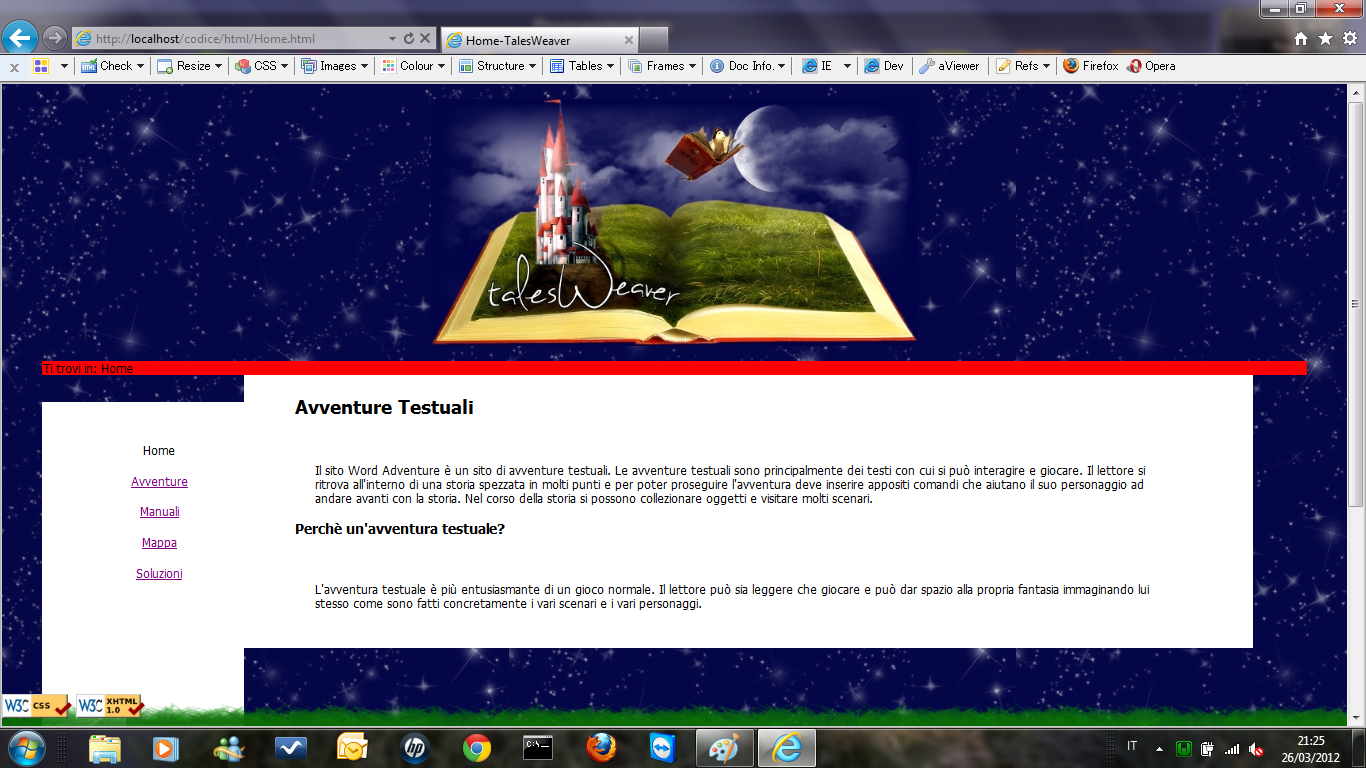 http://localhost/codice/html/Home.html
Home-TalesWeaver
Check Resize CSS Images Colour Structure Tables Frames Doc Info. IE Dev aViewer Refs Firefox Opera
talesWeaver
Ti trovi in: Home
Avventure Testuali
Home
Avventure
Manuali
Mappa
Soluzioni
Il sito Word Adventure è un sito di avventure testuali. Le avventure testuali sono principalmente dei testi con cui si può interagire e giocare. Il lettore si
ritrova all'interno di una storia spezzata in molti punti e per poter proseguire l'avventura deve inserire appositi comandi che aiutano il suo personaggio ad
andare avanti con la storia. Nel corso della storia si possono collezionare oggetti e visitare molti scenari.
Perchè un'avventura testuale?
L'avventura testuale è più entusiasmante di un gioco normale. Il lettore può sia leggere che giocare e può dar spazio alla propria fantasia immaginando lui
stesso come sono fatti concretamente i vari scenari e i vari personaggi.
W3C CSS
W3C XHTML 1.0
IT
21:25
26/03/2012